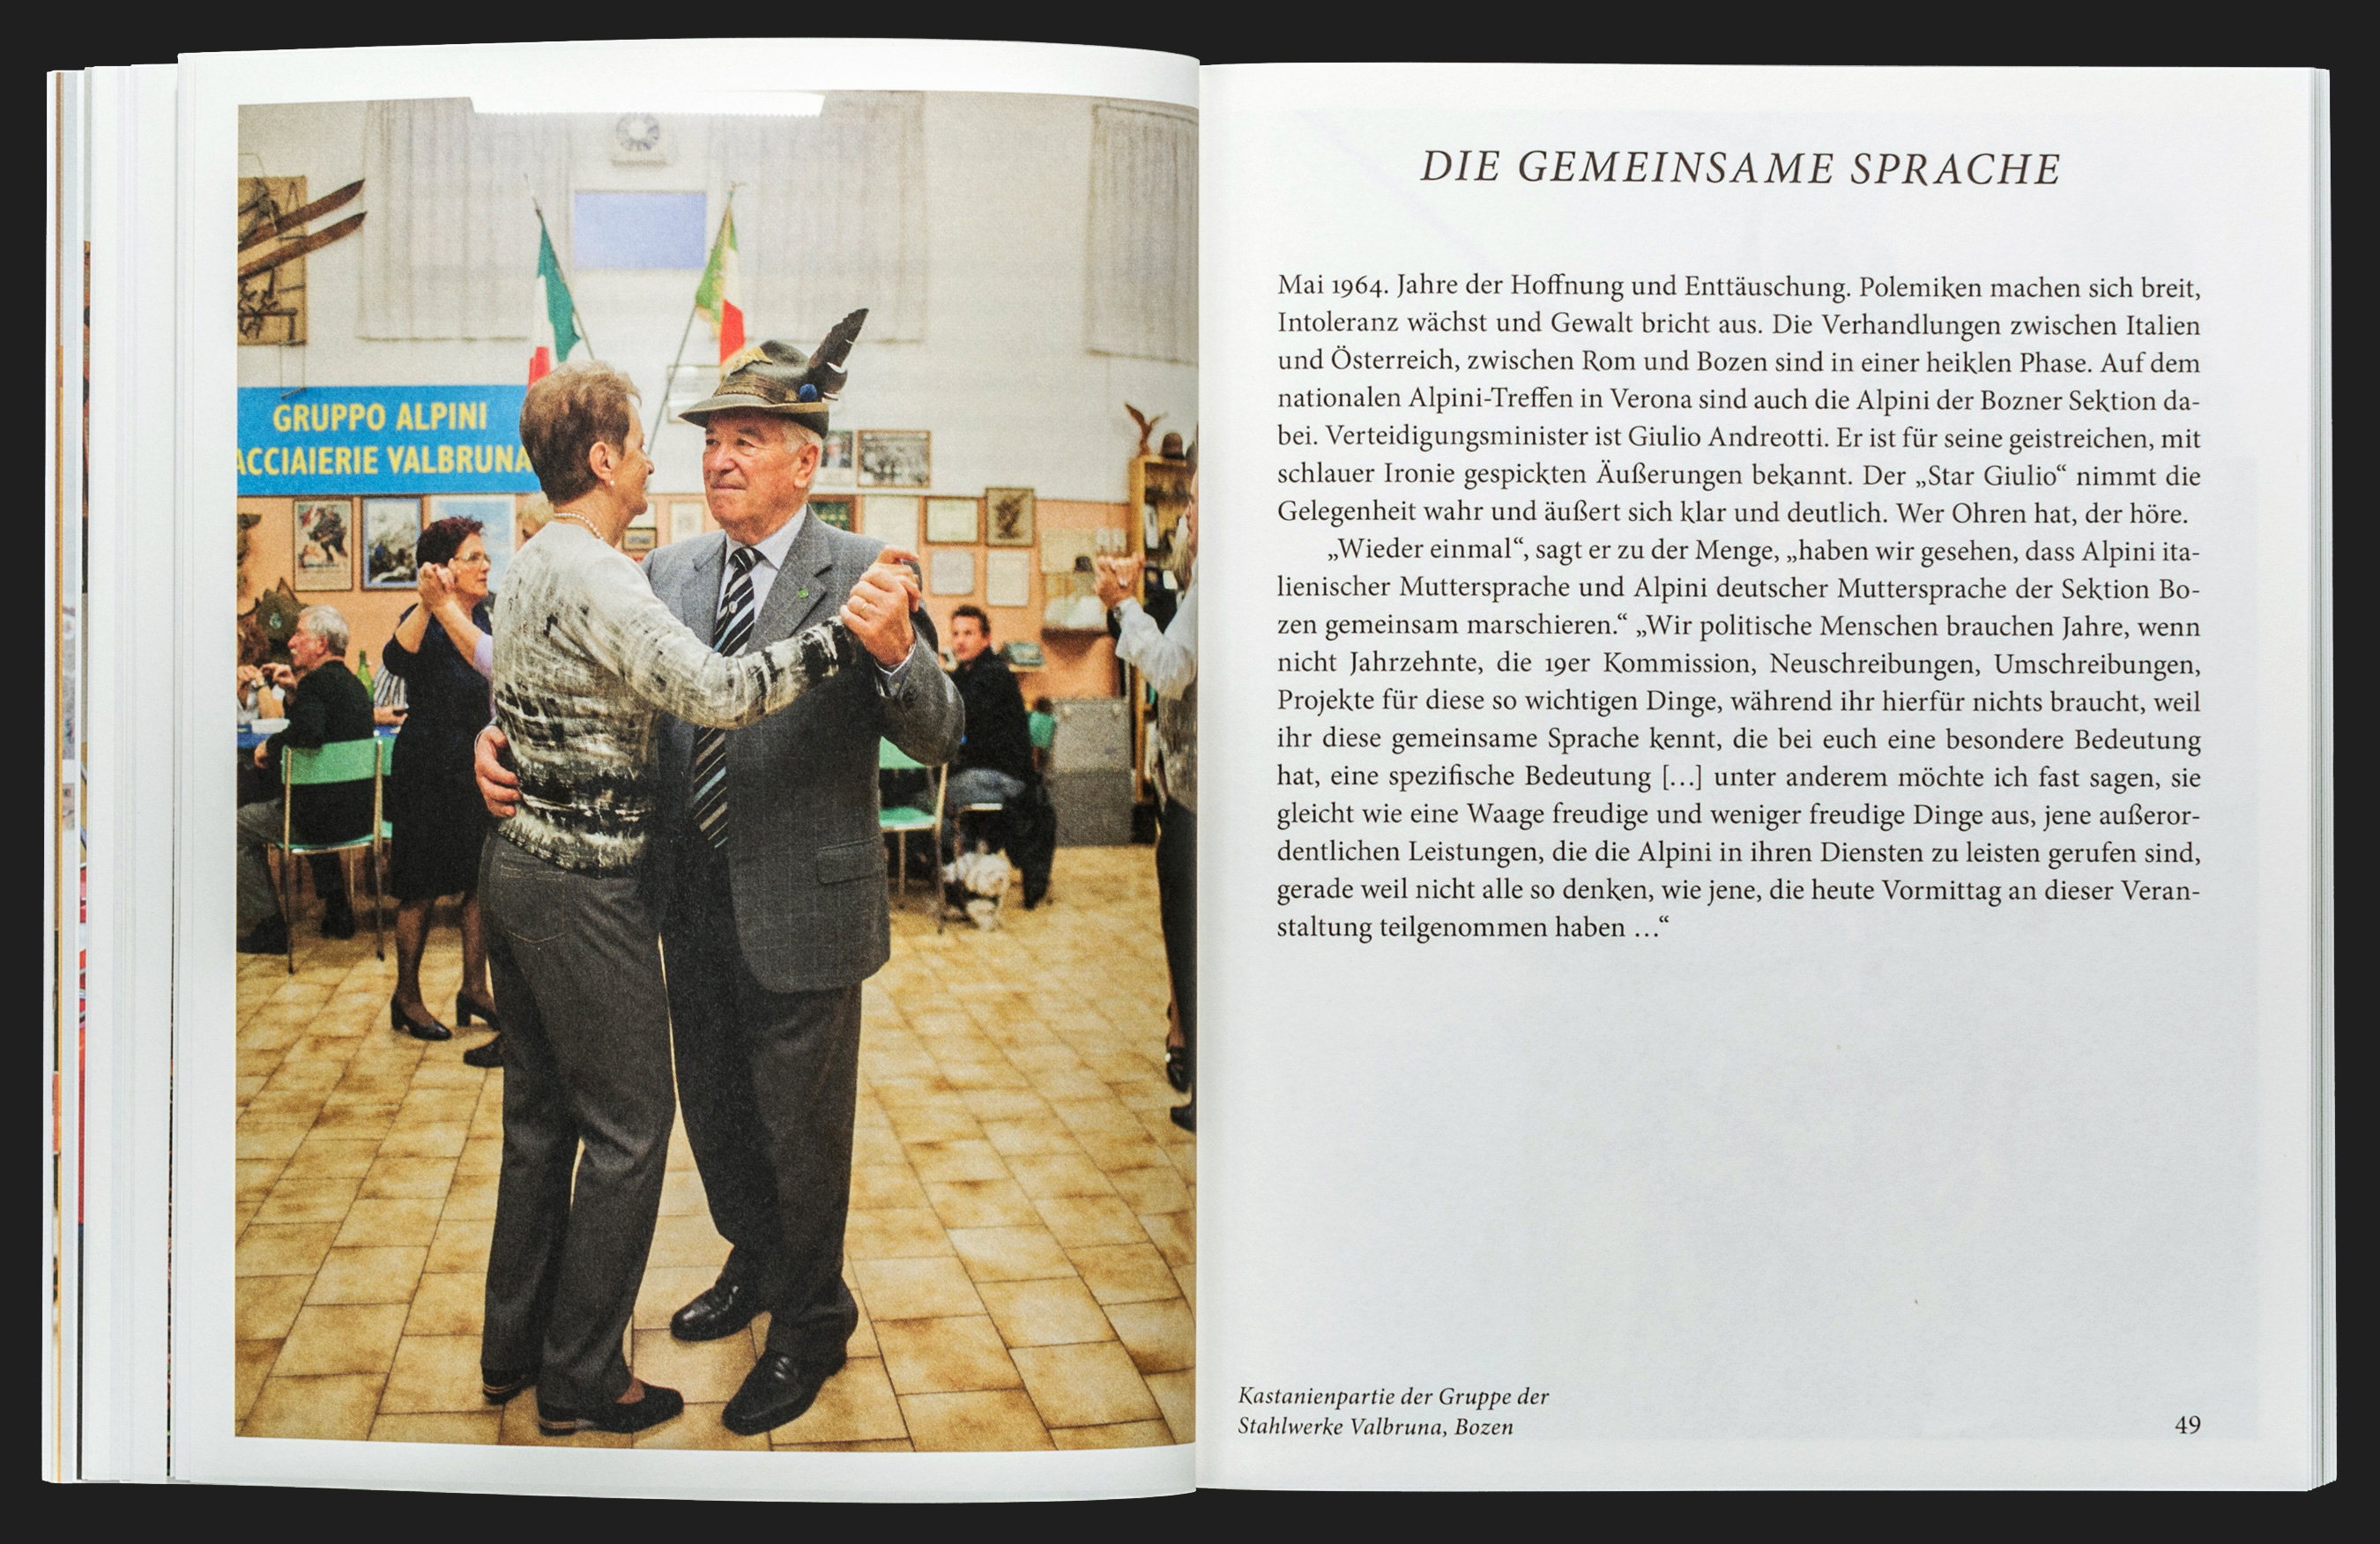 GRUPPO ALPINI
ACCIAIERIE VALBRUNA
DIE GEMEINSAME SPRACHE
Mai 1964. Jahre der Hoffnung und Enttäuschung. Polemiken machen sich breit,
Intoleranz wächst und Gewalt bricht aus. Die Verhandlungen zwischen Italien
und Österreich, zwischen Rom und Bozen sind in einer heiklen Phase. Auf dem
nationalen Alpini-Treffen in Verona sind auch die Alpini der Bozner Sektion da-
bei. Verteidigungsminister ist Giulio Andreotti. Er ist für seine geistreichen, mit
schlauer Ironie gespickten Äußerungen bekannt. Der „Star Giulio“ nimmt die
Gelegenheit wahr und äußert sich klar und deutlich. Wer Ohren hat, der höre.
„Wieder einmal“, sagt er zu der Menge, „haben wir gesehen, dass Alpini ita-
lienischer Muttersprache und Alpini deutscher Muttersprache der Sektion Bo-
zen gemeinsam marschieren.“ „Wir politische Menschen brauchen Jahre, wenn
nicht Jahrzehnte, die 19er Kommission, Neuschreibungen, Umschreibungen,
Projekte für diese so wichtigen Dinge, während ihr hierfür nichts braucht, weil
ihr diese gemeinsame Sprache kennt, die bei euch eine besondere Bedeutung
hat, eine spezifische Bedeutung […] unter anderem möchte ich fast sagen, sie
gleicht wie eine Waage freudige und weniger freudige Dinge aus, jene außeror-
dentlichen Leistungen, die die Alpini in ihren Diensten zu leisten gerufen sind,
gerade weil nicht alle so denken, wie jene, die heute Vormittag an dieser Veran-
staltung teilgenommen haben …“
Kastanienpartie der Gruppe der
Stahlwerke Valbruna, Bozen
49